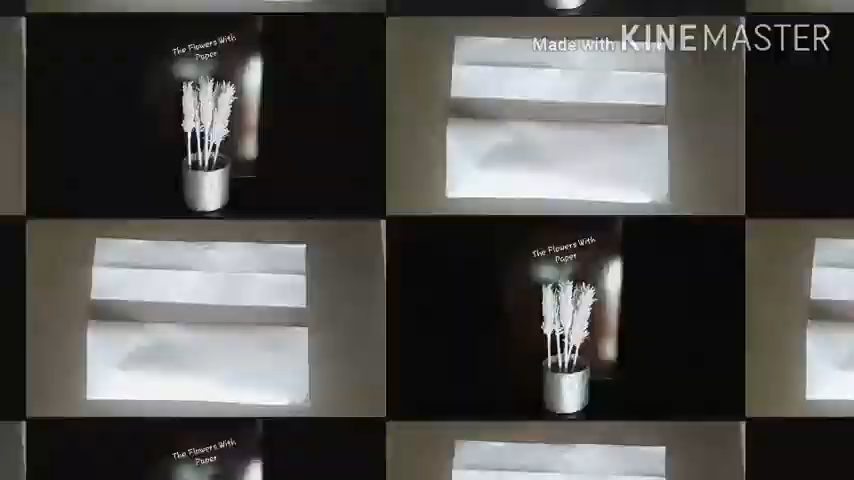 The Flowers With
Paper
Made with KINEMASTER
The Flowers With
Paper
The Flowers With
Paper